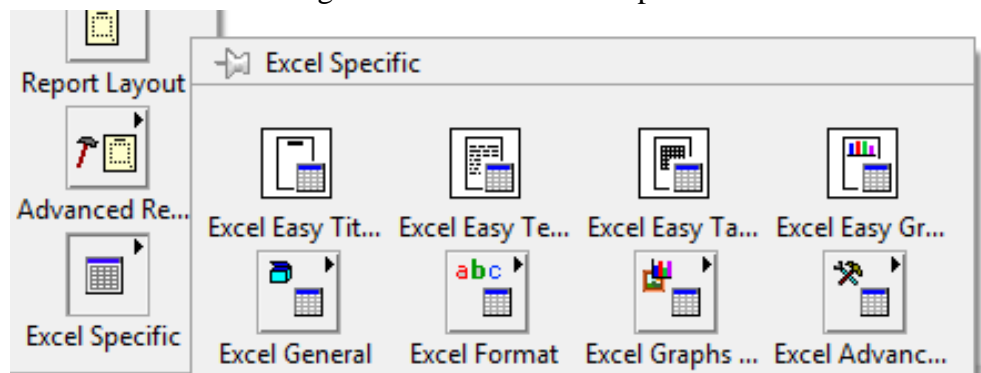 Report Layout
Advanced Re...
Excel Specific
Excel Specific
Excel Easy Tit... Excel Easy Te... Excel Easy Ta... Excel Easy Gr...
abc
Excel General Excel Format Excel Graphs ... Excel Advanc...